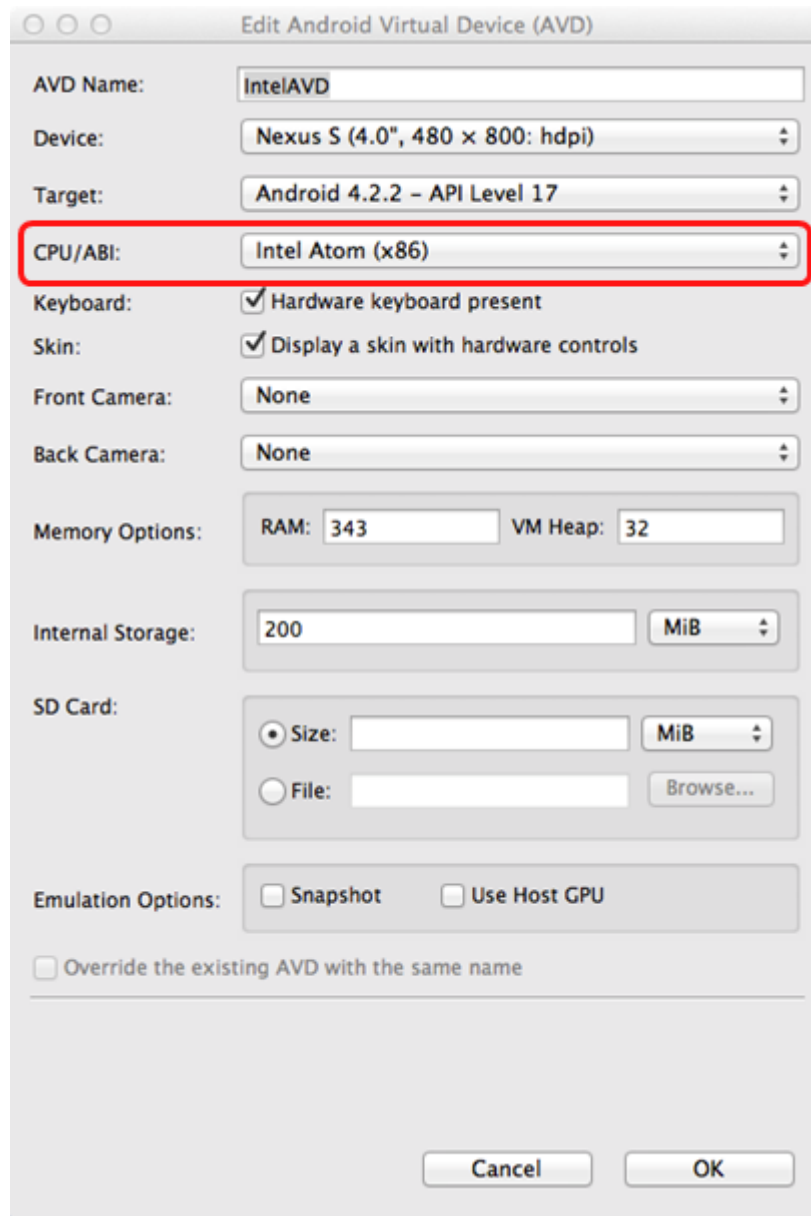 Edit Android Virtual Device (AVD)
AVD Name: IntelAVD
Device: Nexus S (4.0", 480 × 800: hdpi)
Target: Android 4.2.2 – API Level 17
CPU/ABI: Intel Atom (x86)
Keyboard: Hardware keyboard present
Skin: Display a skin with hardware controls
Front Camera: None
Back Camera: None
Memory Options: RAM: 343 VM Heap: 32
Internal Storage: 200 MiB
SD Card:
Size: MiB
File: Browse...
Emulation Options: Snapshot Use Host GPU
Override the existing AVD with the same name
Cancel OK